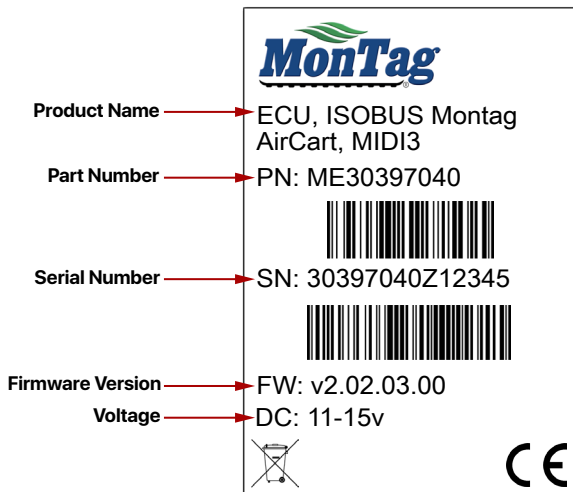 MonTag
®
Product Name
ECU, ISOBUS Montag
AirCart, MIDI3
Part Number
PN: ME30397040
Serial Number
SN: 30397040Z12345
Firmware Version
FW: v2.02.03.00
Voltage
DC: 11-15v
CE